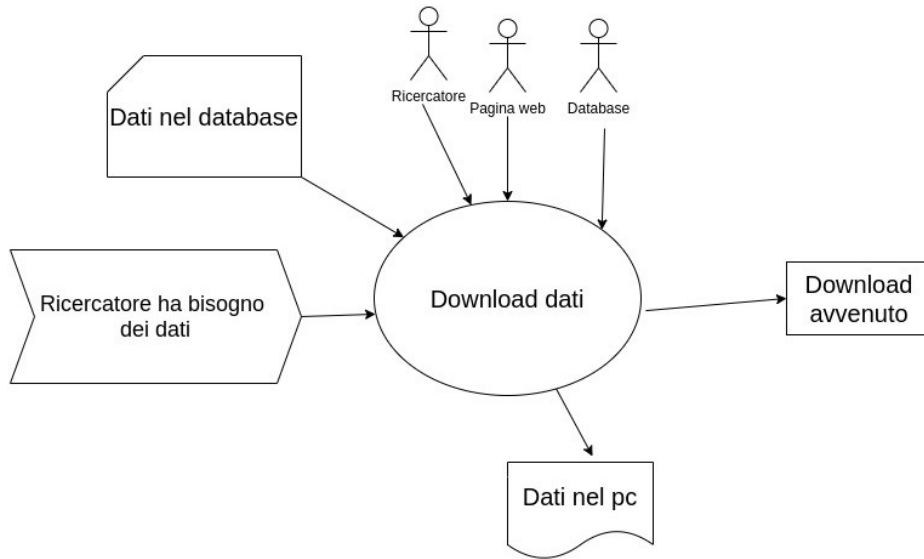 Ricercatore
Pagina web
Database
Dati nel database
Ricercatore ha bisogno
dei dati
Download dati
Download
avvenuto
Dati nel pc